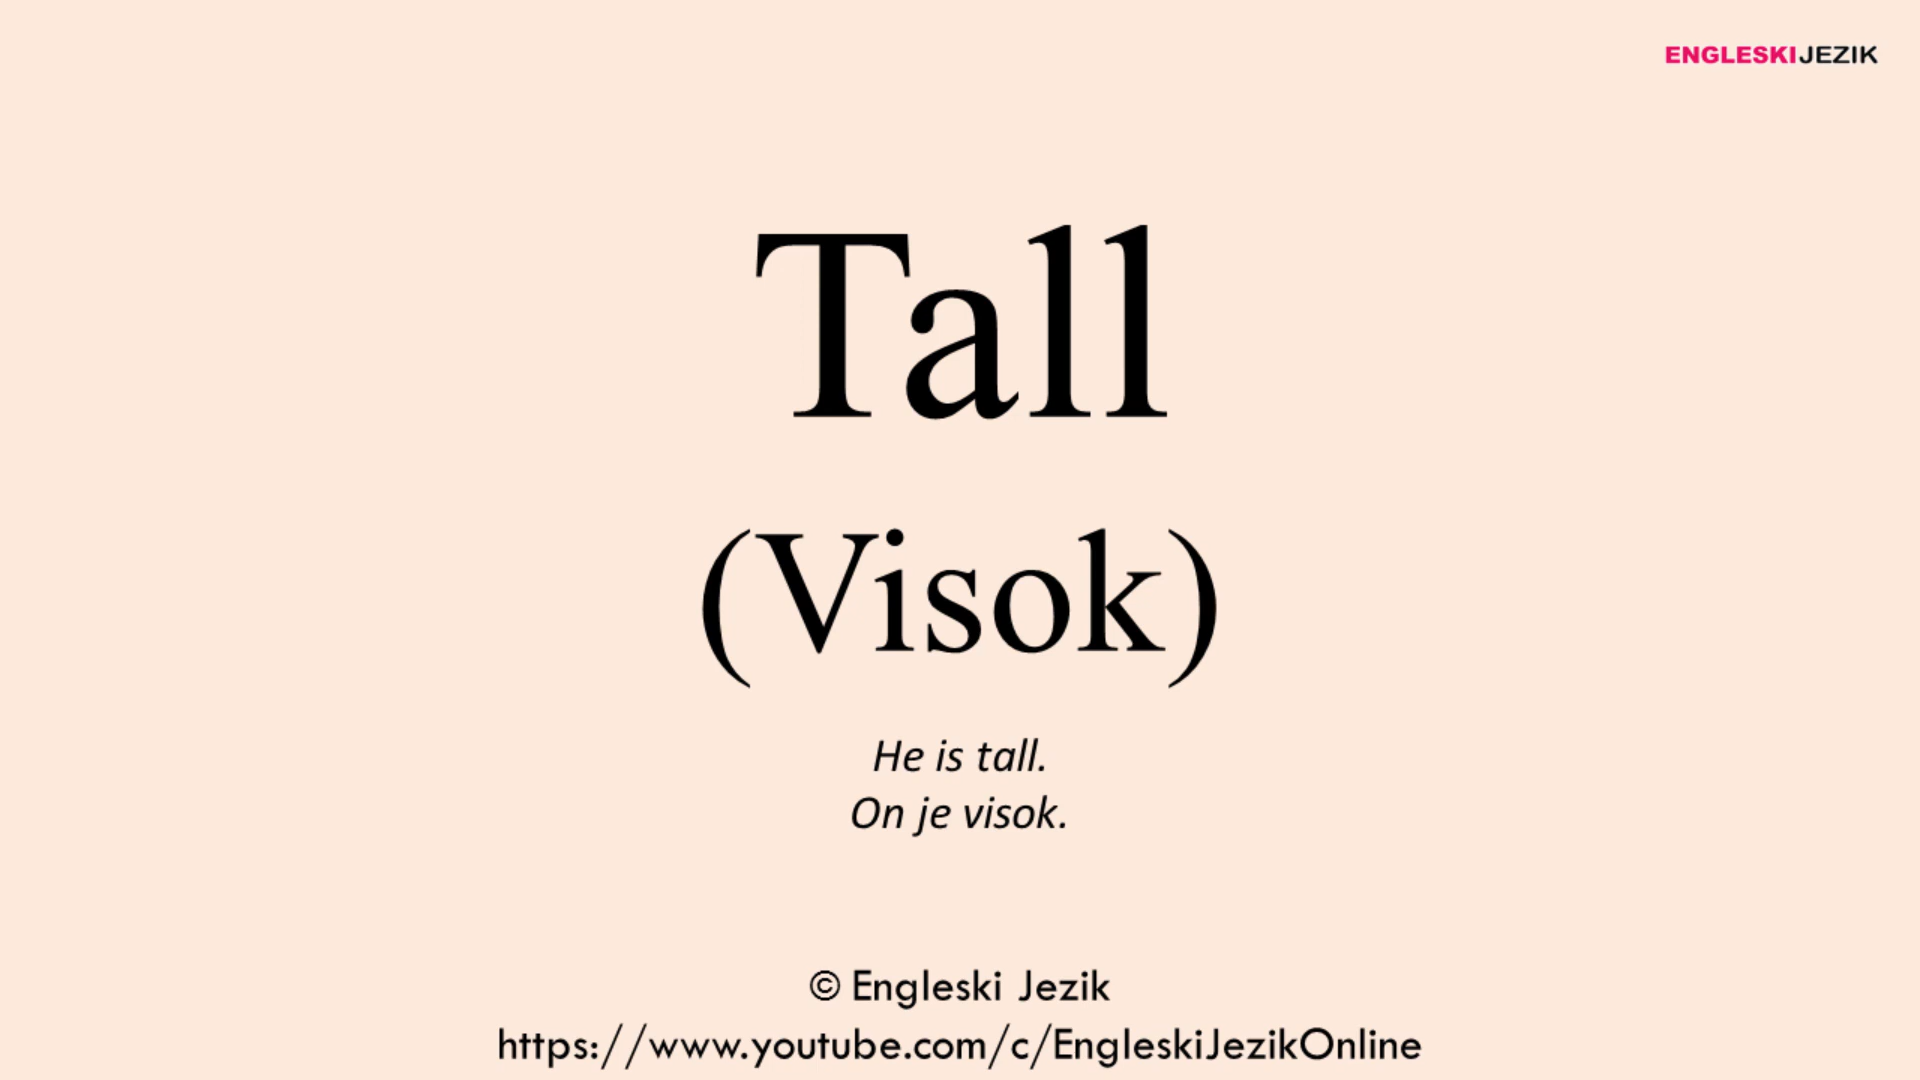 ENGLESKIJEZIK
Tall
(Visok)
He is tall.
On je visok.
© Engleski Jezik
https://www.youtube.com/c/EngleskiJezikOnline